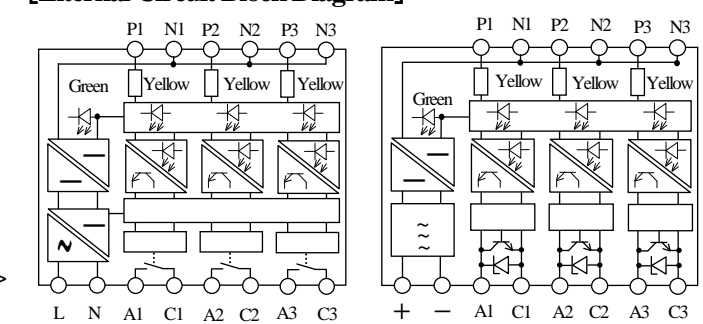 [Internal Circuit Block Diagram]
P1 N1 P2 N2 P3 N3
Green Yellow Yellow Yellow
L N A1 C1 A2 C2 A3 C3
P1 N1 P2 N2 P3 N3
Green Yellow Yellow Yellow
+ − A1 C1 A2 C2 A3 C3